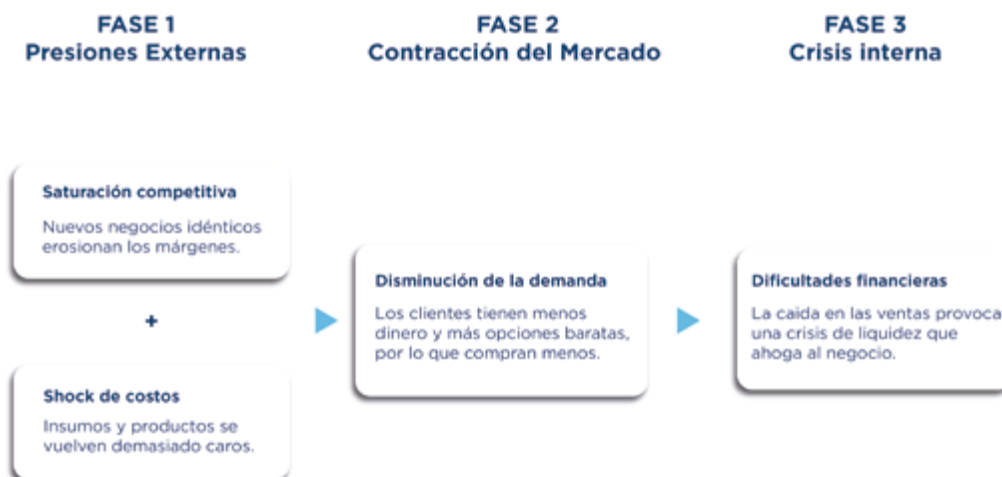 FASE 1
Presiones Externas
FASE 2
Contracción del Mercado
FASE 3
Crisis interna
Saturación competitiva
Nuevos negocios idénticos
erosionan los márgenes.
+
Shock de costos
Insumos y productos se
vuelven demasiado caros.
Disminución de la demanda
Los clientes tienen menos
dinero y más opciones baratas,
por lo que compran menos.
Dificultades financieras
La caida en las ventas provoca
una crisis de liquidez que
ahoga al negocio.